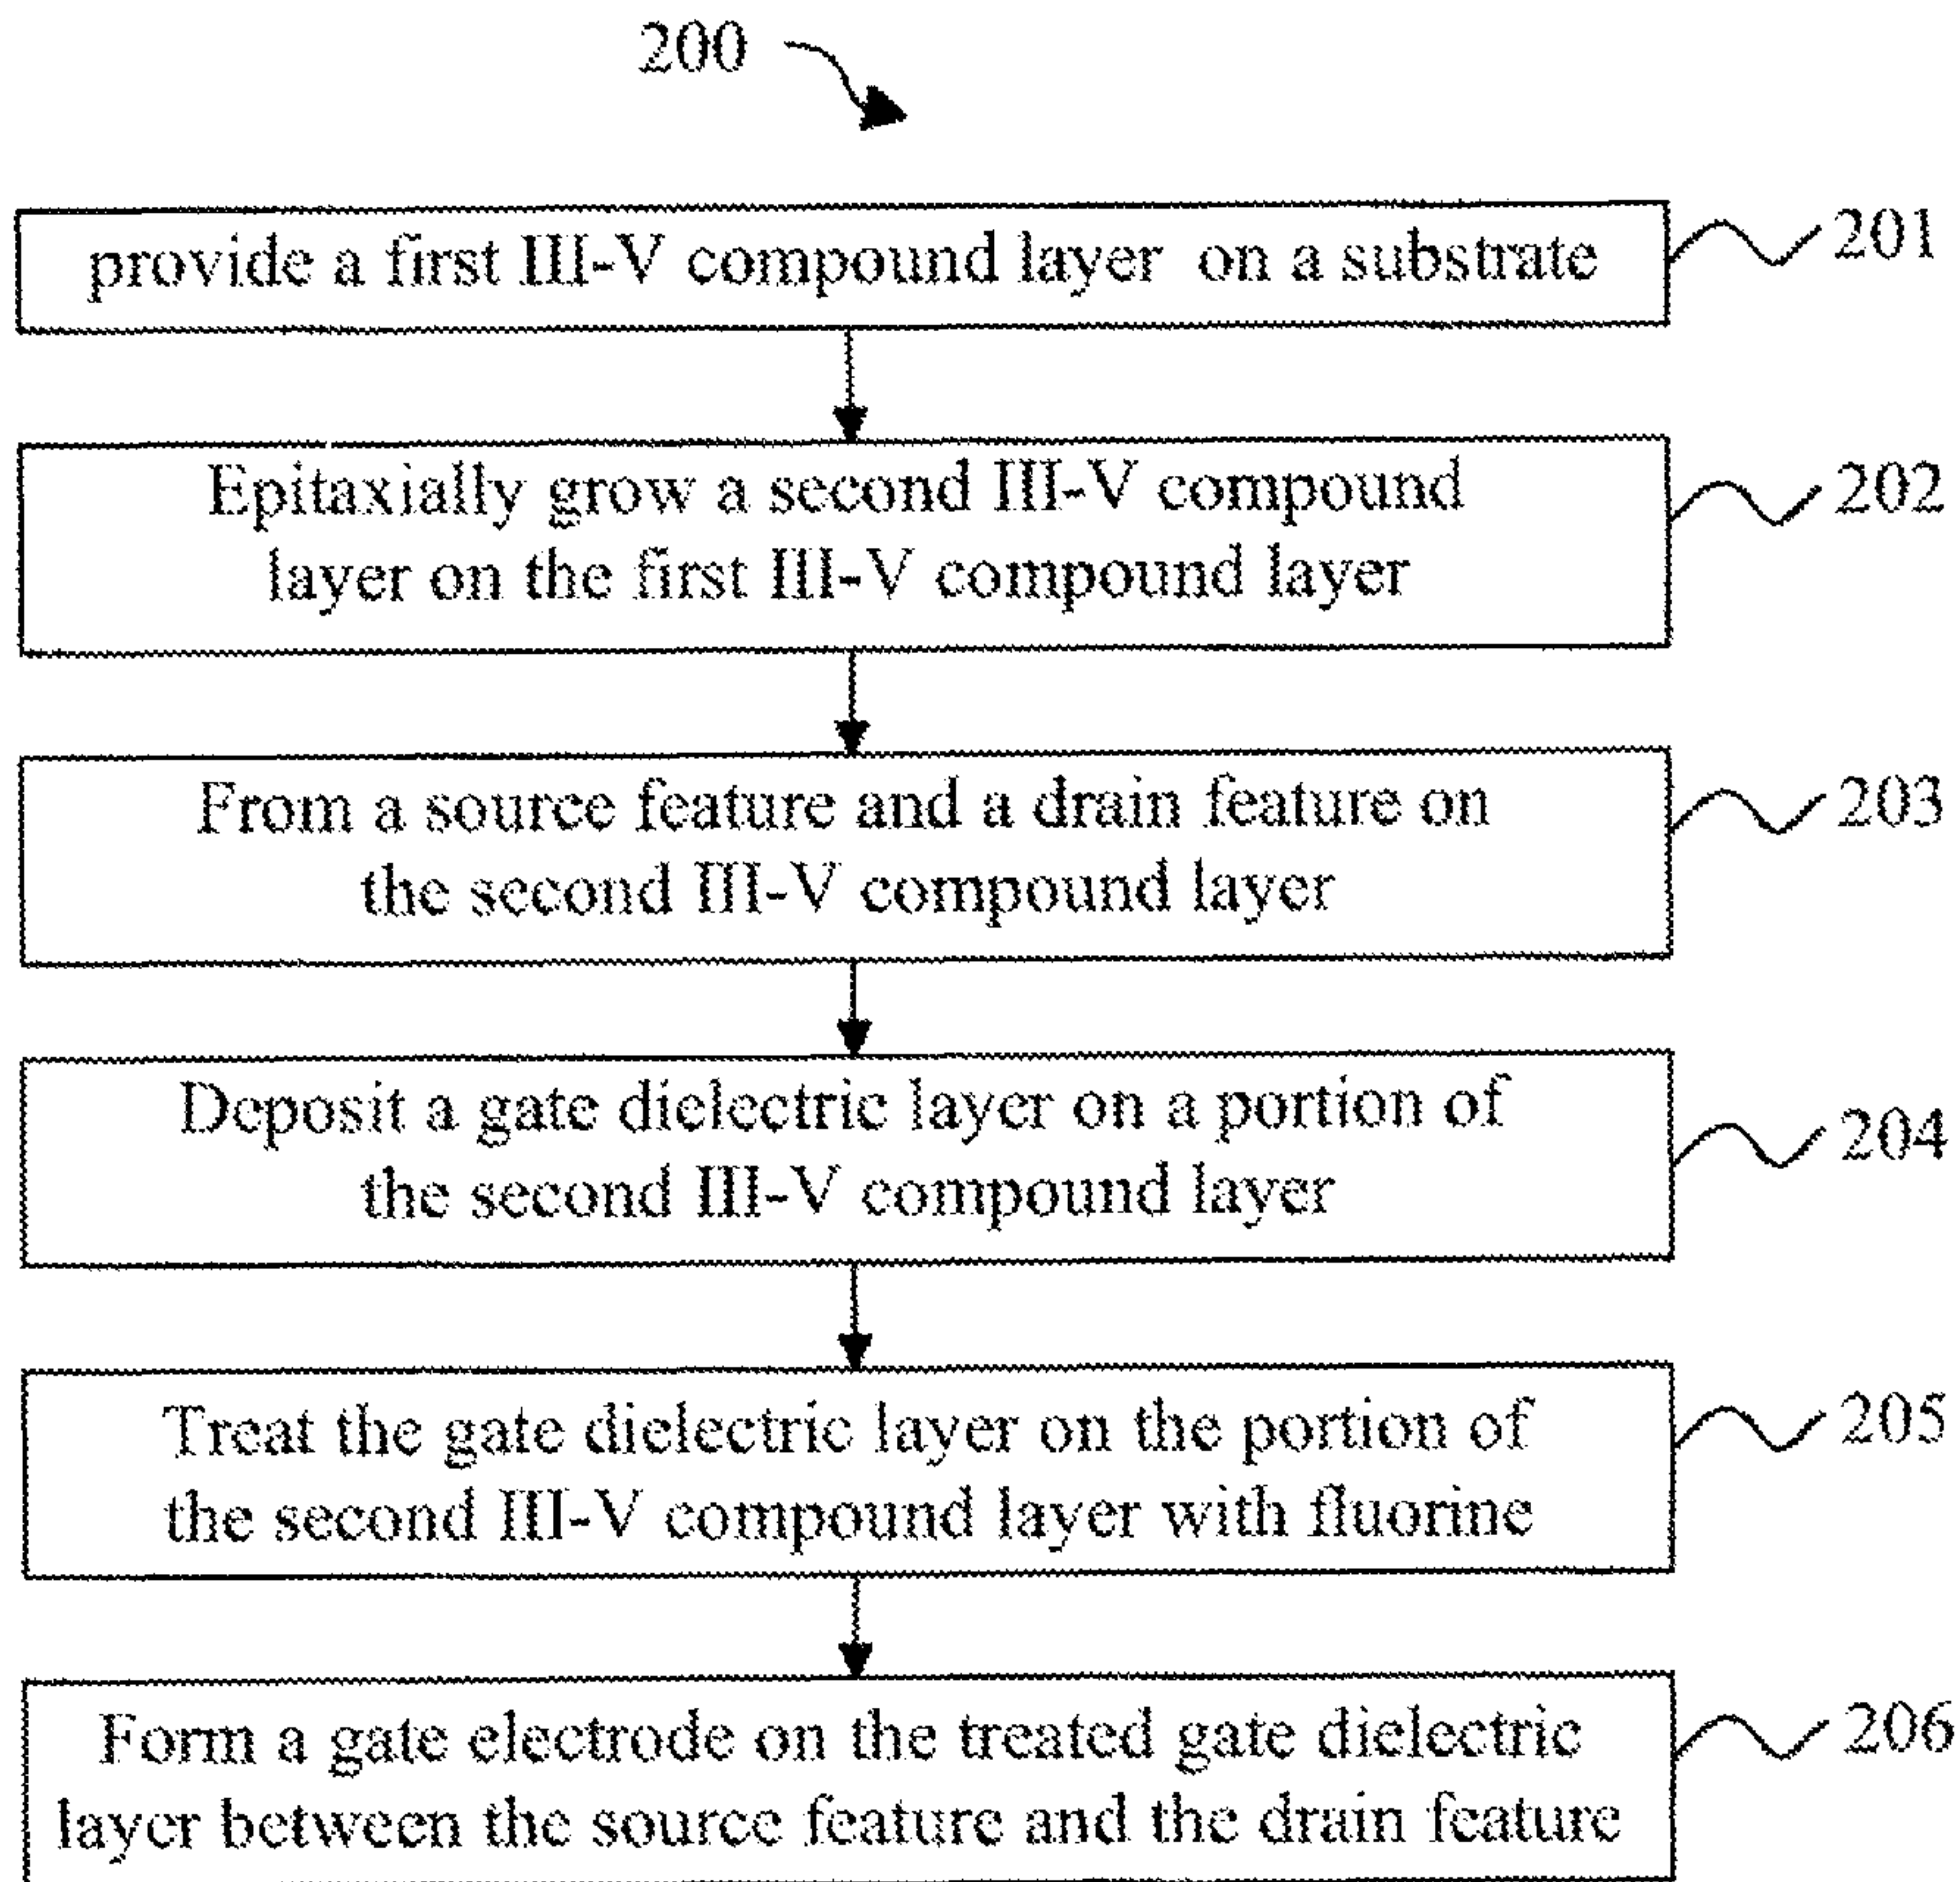 200
provide a first III-V compound layer on a substrate
201
Epitaxially grow a second III-V compound
layer on the first III-V compound layer
202
From a source feature and a drain feature on
the second III-V compound layer
203
Deposit a gate dielectric layer on a portion of
the second III-V compound layer
204
Treat the gate dielectric layer on the portion of
the second III-V compound layer with fluorine
205
Form a gate electrode on the treated gate dielectric
layer between the source feature and the drain feature
206